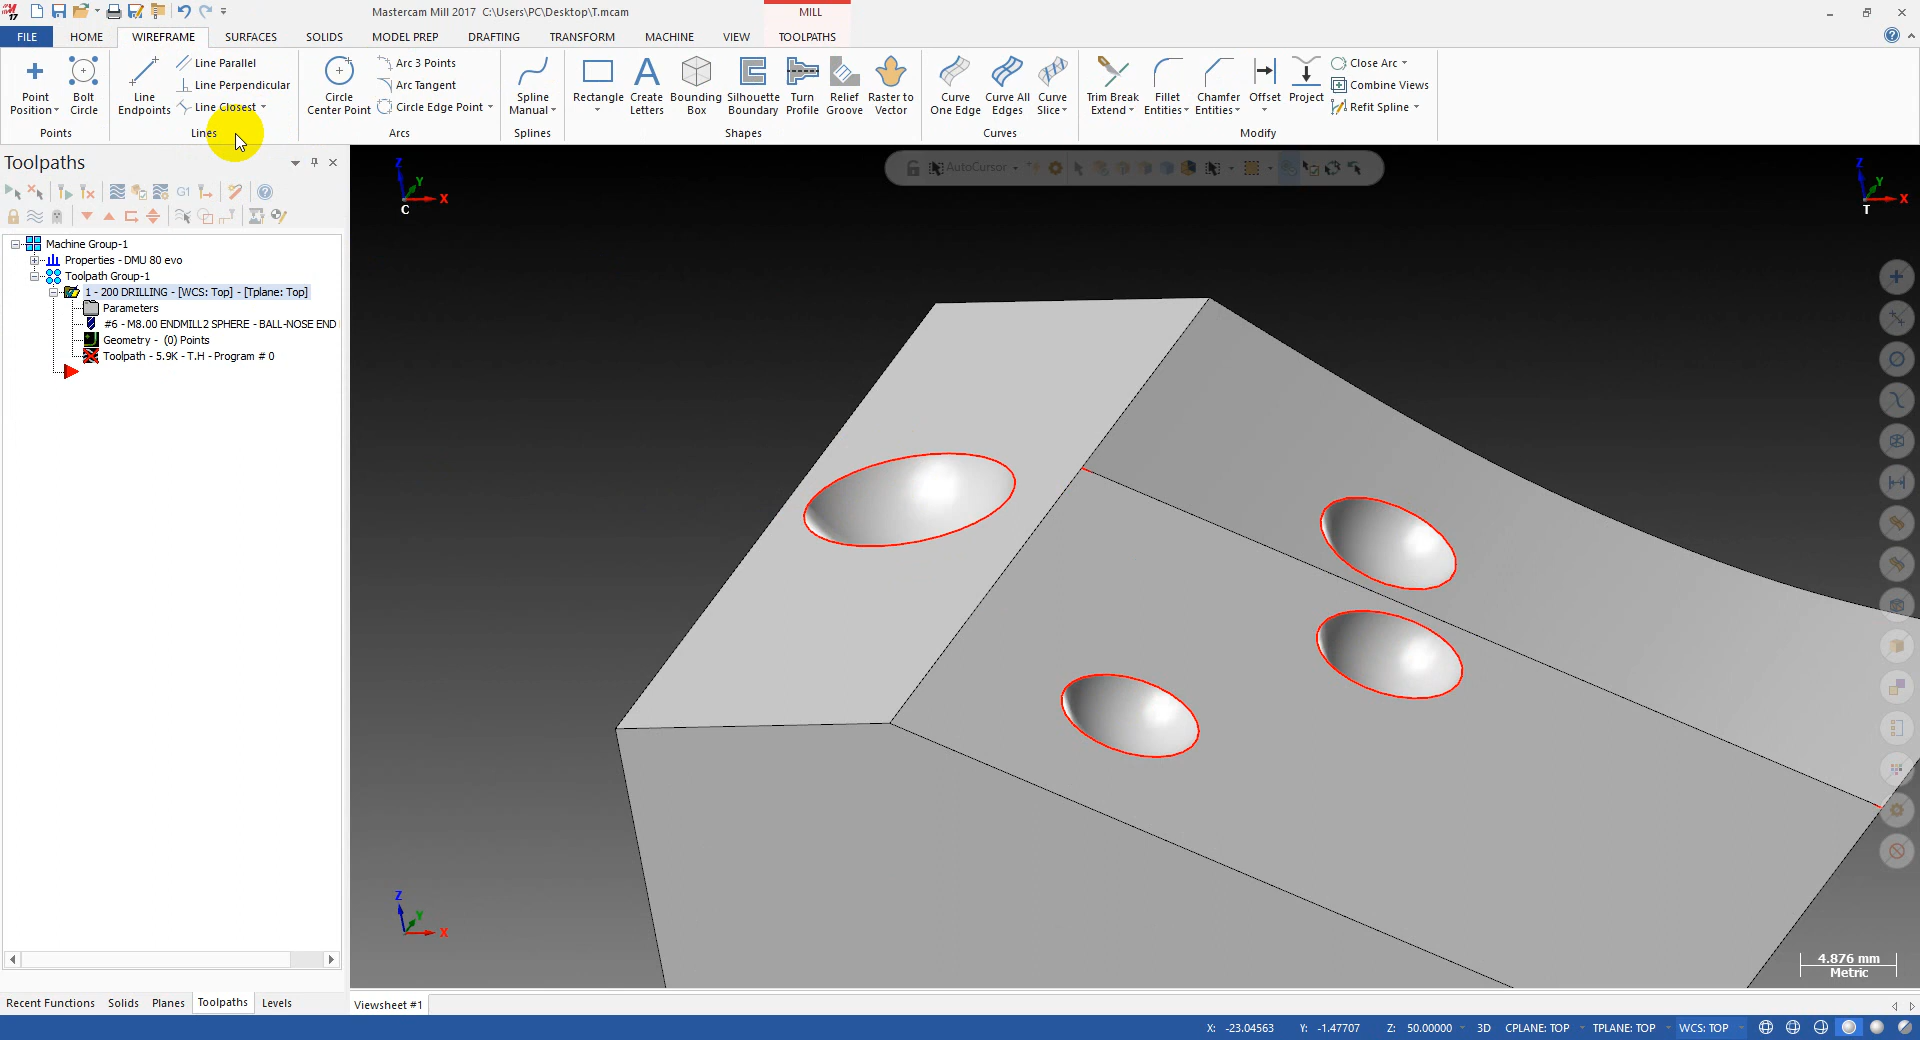 17
Mastercam Mill 2017  C:\Users\PC\Desktop\T.mcam
MILL
FILE
HOME
WIREFRAME
SURFACES
SOLIDS
MODEL PREP
DRAFTING
TRANSFORM
MACHINE
VIEW
TOOLPATHS
Point Position
Bolt Circle
Points
Line Endpoints
Line Parallel
Line Perpendicular
Line Closest
Lines
Circle Center Point
Arc 3 Points
Arc Tangent
Circle Edge Point
Arcs
Spline Manual
Splines
Rectangle
Create Letters
Bounding Box
Silhouette Boundary
Turn Profile
Relief Groove
Raster to Vector
Shapes
Curve One Edge
Curve All Edges
Curve Slice
Curves
Trim Break Extend
Fillet Entities
Chamfer Entities
Offset
Project
Close Arc
Combine Views
Refit Spline
Modify
Toolpaths
G1
Machine Group-1
Properties - DMU 80 evo
Toolpath Group-1
1 - 200 DRILLING - [WCS: Top] - [Tplane: Top]
Parameters
#6 - M8.00 ENDMILL2 SPHERE - BALL-NOSE END
Geometry - (0) Points
Toolpath - 5.9K - T.H - Program # 0
AutoCursor
Z
Y
X
C
Z
Y
X
T
Z
Y
X
4.876 mm
Metric
Recent Functions
Solids
Planes
Toolpaths
Levels
Viewsheet #1
X: -23.04563
Y: -1.47707
Z: 50.00000
3D
CPLANE: TOP
TPLANE: TOP
WCS: TOP